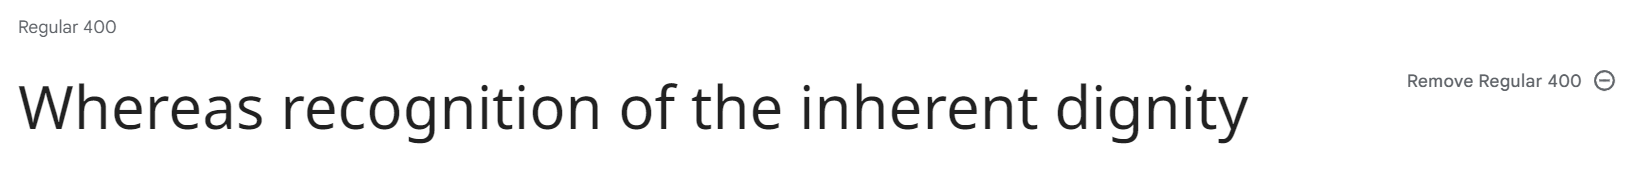 Regular 400
Whereas recognition of the inherent dignity
Remove Regular 400